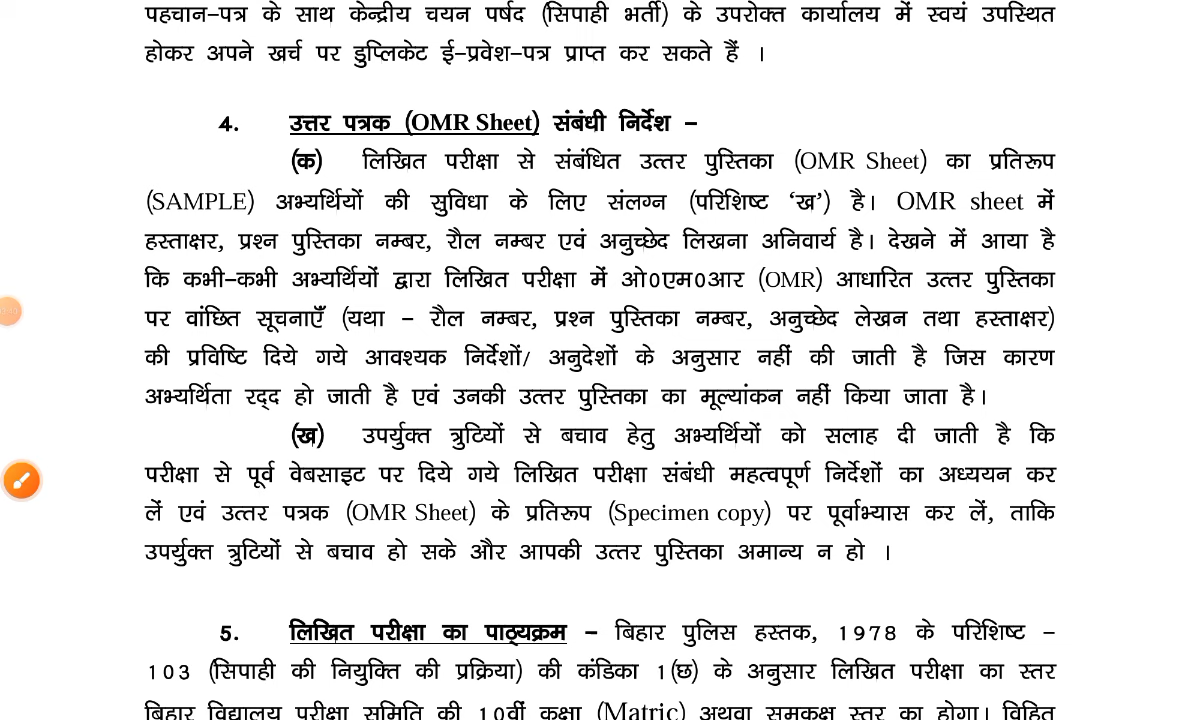 पहचान–पत्र के साथ केन्द्रीय चयन पर्षद (सिपाही भर्ती) के उपरोक्त कार्यालय में स्वयं उपस्थित
होकर अपने खर्च पर डुप्लिकेट ई–प्रवेश–पत्र प्राप्त कर सकते हैं ।
4. उत्तर पत्रक (OMR Sheet) संबंधी निर्देश –
(क) लिखित परीक्षा से संबंधित उत्तर पुस्तिका (OMR Sheet) का प्रतिरूप
(SAMPLE) अभ्यर्थियों की सुविधा के लिए संलग्न (परिशिष्ट ‘ख’) है। OMR sheet में
हस्ताक्षर, प्रश्न पुस्तिका नम्बर, रौल नम्बर एवं अनुच्छेद लिखना अनिवार्य है। देखने में आया है
कि कभी–कभी अभ्यर्थियों द्वारा लिखित परीक्षा में ओ0एम0आर (OMR) आधारित उत्तर पुस्तिका
पर वांछित सूचनाएँ (यथा – रौल नम्बर, प्रश्न पुस्तिका नम्बर, अनुच्छेद लेखन तथा हस्ताक्षर)
की प्रविष्टि दिये गये आवश्यक निर्देशों/ अनुदेशों के अनुसार नहीं की जाती है जिस कारण
अभ्यर्थिता रद्द हो जाती है एवं उनकी उत्तर पुस्तिका का मूल्यांकन नहीं किया जाता है।
(ख) उपर्युक्त त्रुटियों से बचाव हेतु अभ्यर्थियों को सलाह दी जाती है कि
परीक्षा से पूर्व वेबसाइट पर दिये गये लिखित परीक्षा संबंधी महत्वपूर्ण निर्देशों का अध्ययन कर
लें एवं उत्तर पत्रक (OMR Sheet) के प्रतिरूप (Specimen copy) पर पूर्वाभ्यास कर लें, ताकि
उपर्युक्त त्रुटियों से बचाव हो सके और आपकी उत्तर पुस्तिका अमान्य न हो ।
5. लिखित परीक्षा का पाठ्यक्रम – बिहार पुलिस हस्तक, 1978 के परिशिष्ट –
103 (सिपाही की नियुक्ति की प्रक्रिया) की कंडिका 1(छ) के अनुसार लिखित परीक्षा का स्तर
बिहार विद्यालय परीक्षा समिति की 10वीं कक्षा (Matric) अथवा समकक्ष स्तर का होगा। विहित